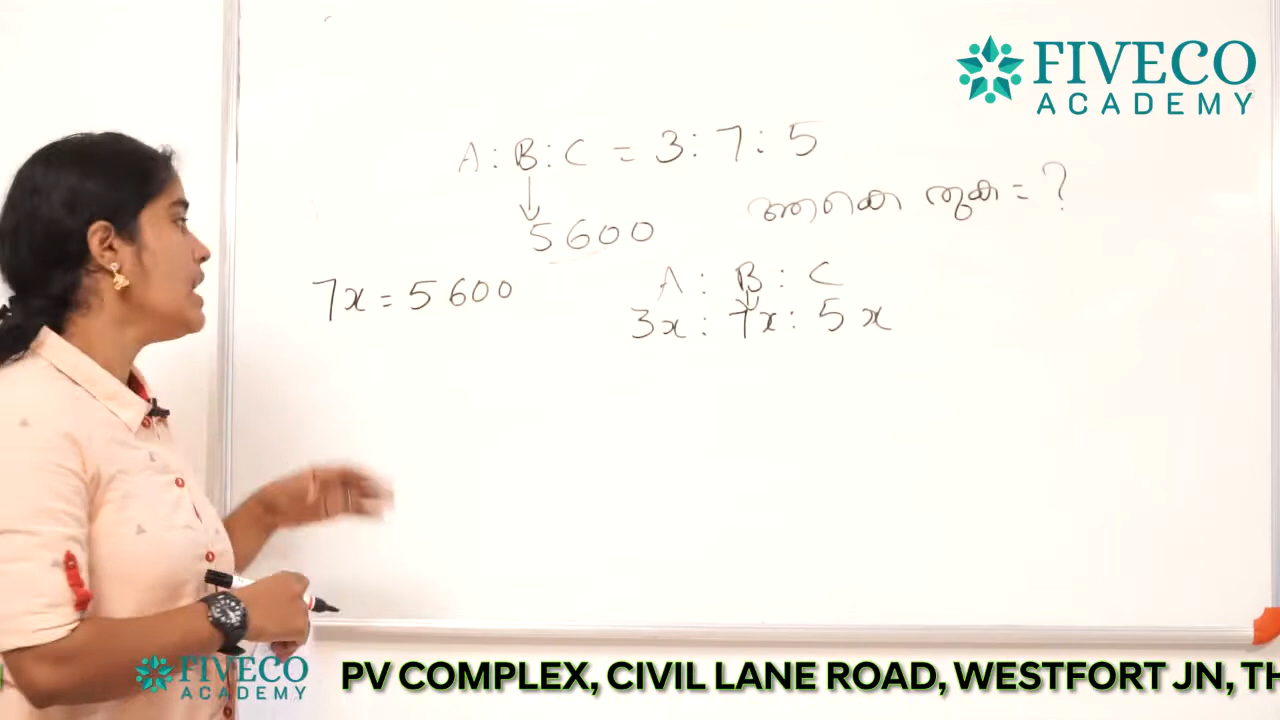 FIVECO
ACADEMY
A : B : C = 3 : 7 : 5
ആകെ തുക = ?
5600
7x = 5600
A : B : C
3x : 7x : 5x
FIVECO
ACADEMY
PV COMPLEX, CIVIL LANE ROAD, WESTFORT JN, TH